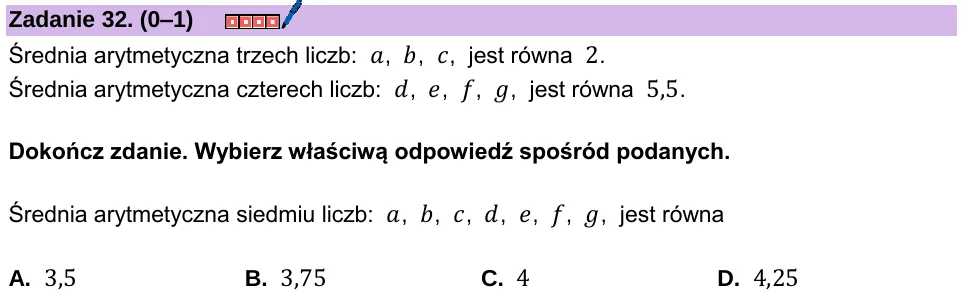 Zadanie 32. (0–1)
Średnia arytmetyczna trzech liczb: a, b, c, jest równa 2.
Średnia arytmetyczna czterech liczb: d, e, f, g, jest równa 5,5.
Dokończ zdanie. Wybierz właściwą odpowiedź spośród podanych.
Średnia arytmetyczna siedmiu liczb: a, b, c, d, e, f, g, jest równa
A. 3,5 B. 3,75 C. 4 D. 4,25